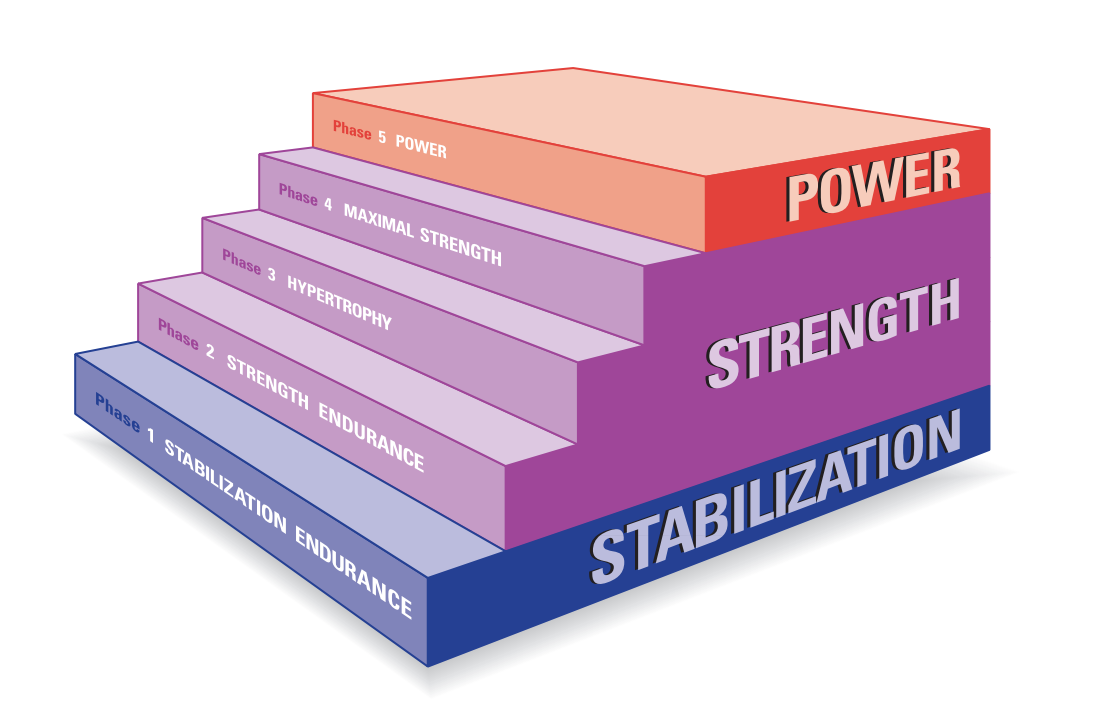 Phase 5 POWER
Phase 4 MAXIMAL STRENGTH
Phase 3 HYPERTROPHY
Phase 2 STRENGTH ENDURANCE
Phase 1 STABILIZATION ENDURANCE
POWER
STRENGTH
STABILIZATION